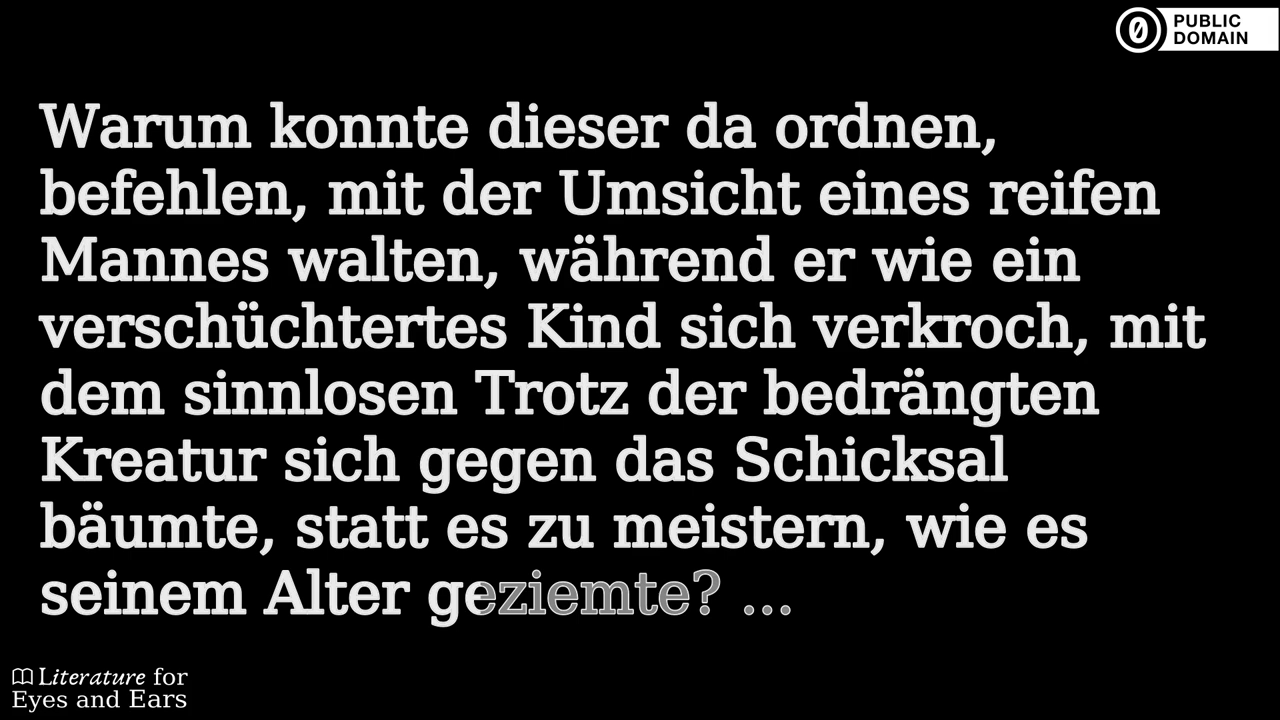 PUBLIC
DOMAIN
Warum konnte dieser da ordnen,
befehlen, mit der Umsicht eines reifen
Mannes walten, während er wie ein
verschüchtertes Kind sich verkroch, mit
dem sinnlosen Trotz der bedrängten
Kreatur sich gegen das Schicksal
bäumte, statt es zu meistern, wie es
seinem Alter geziemte? ...
Literature for
Eyes and Ears